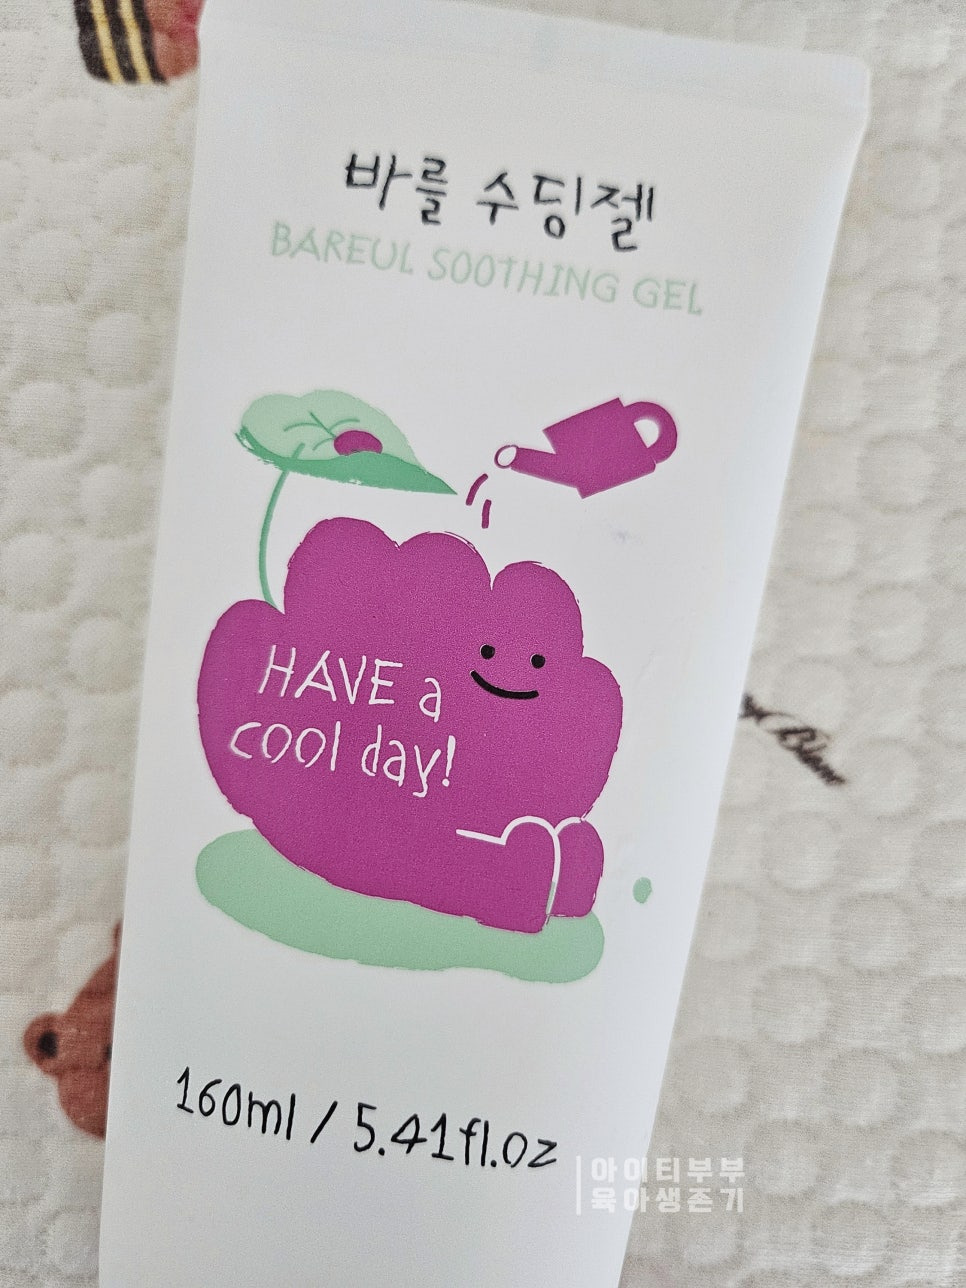 바를 수딩젤
BAREUL SOOTHING GEL
HAVE a
cool day!
160ml / 5.41fl.oz
아이티부부
육아생존기